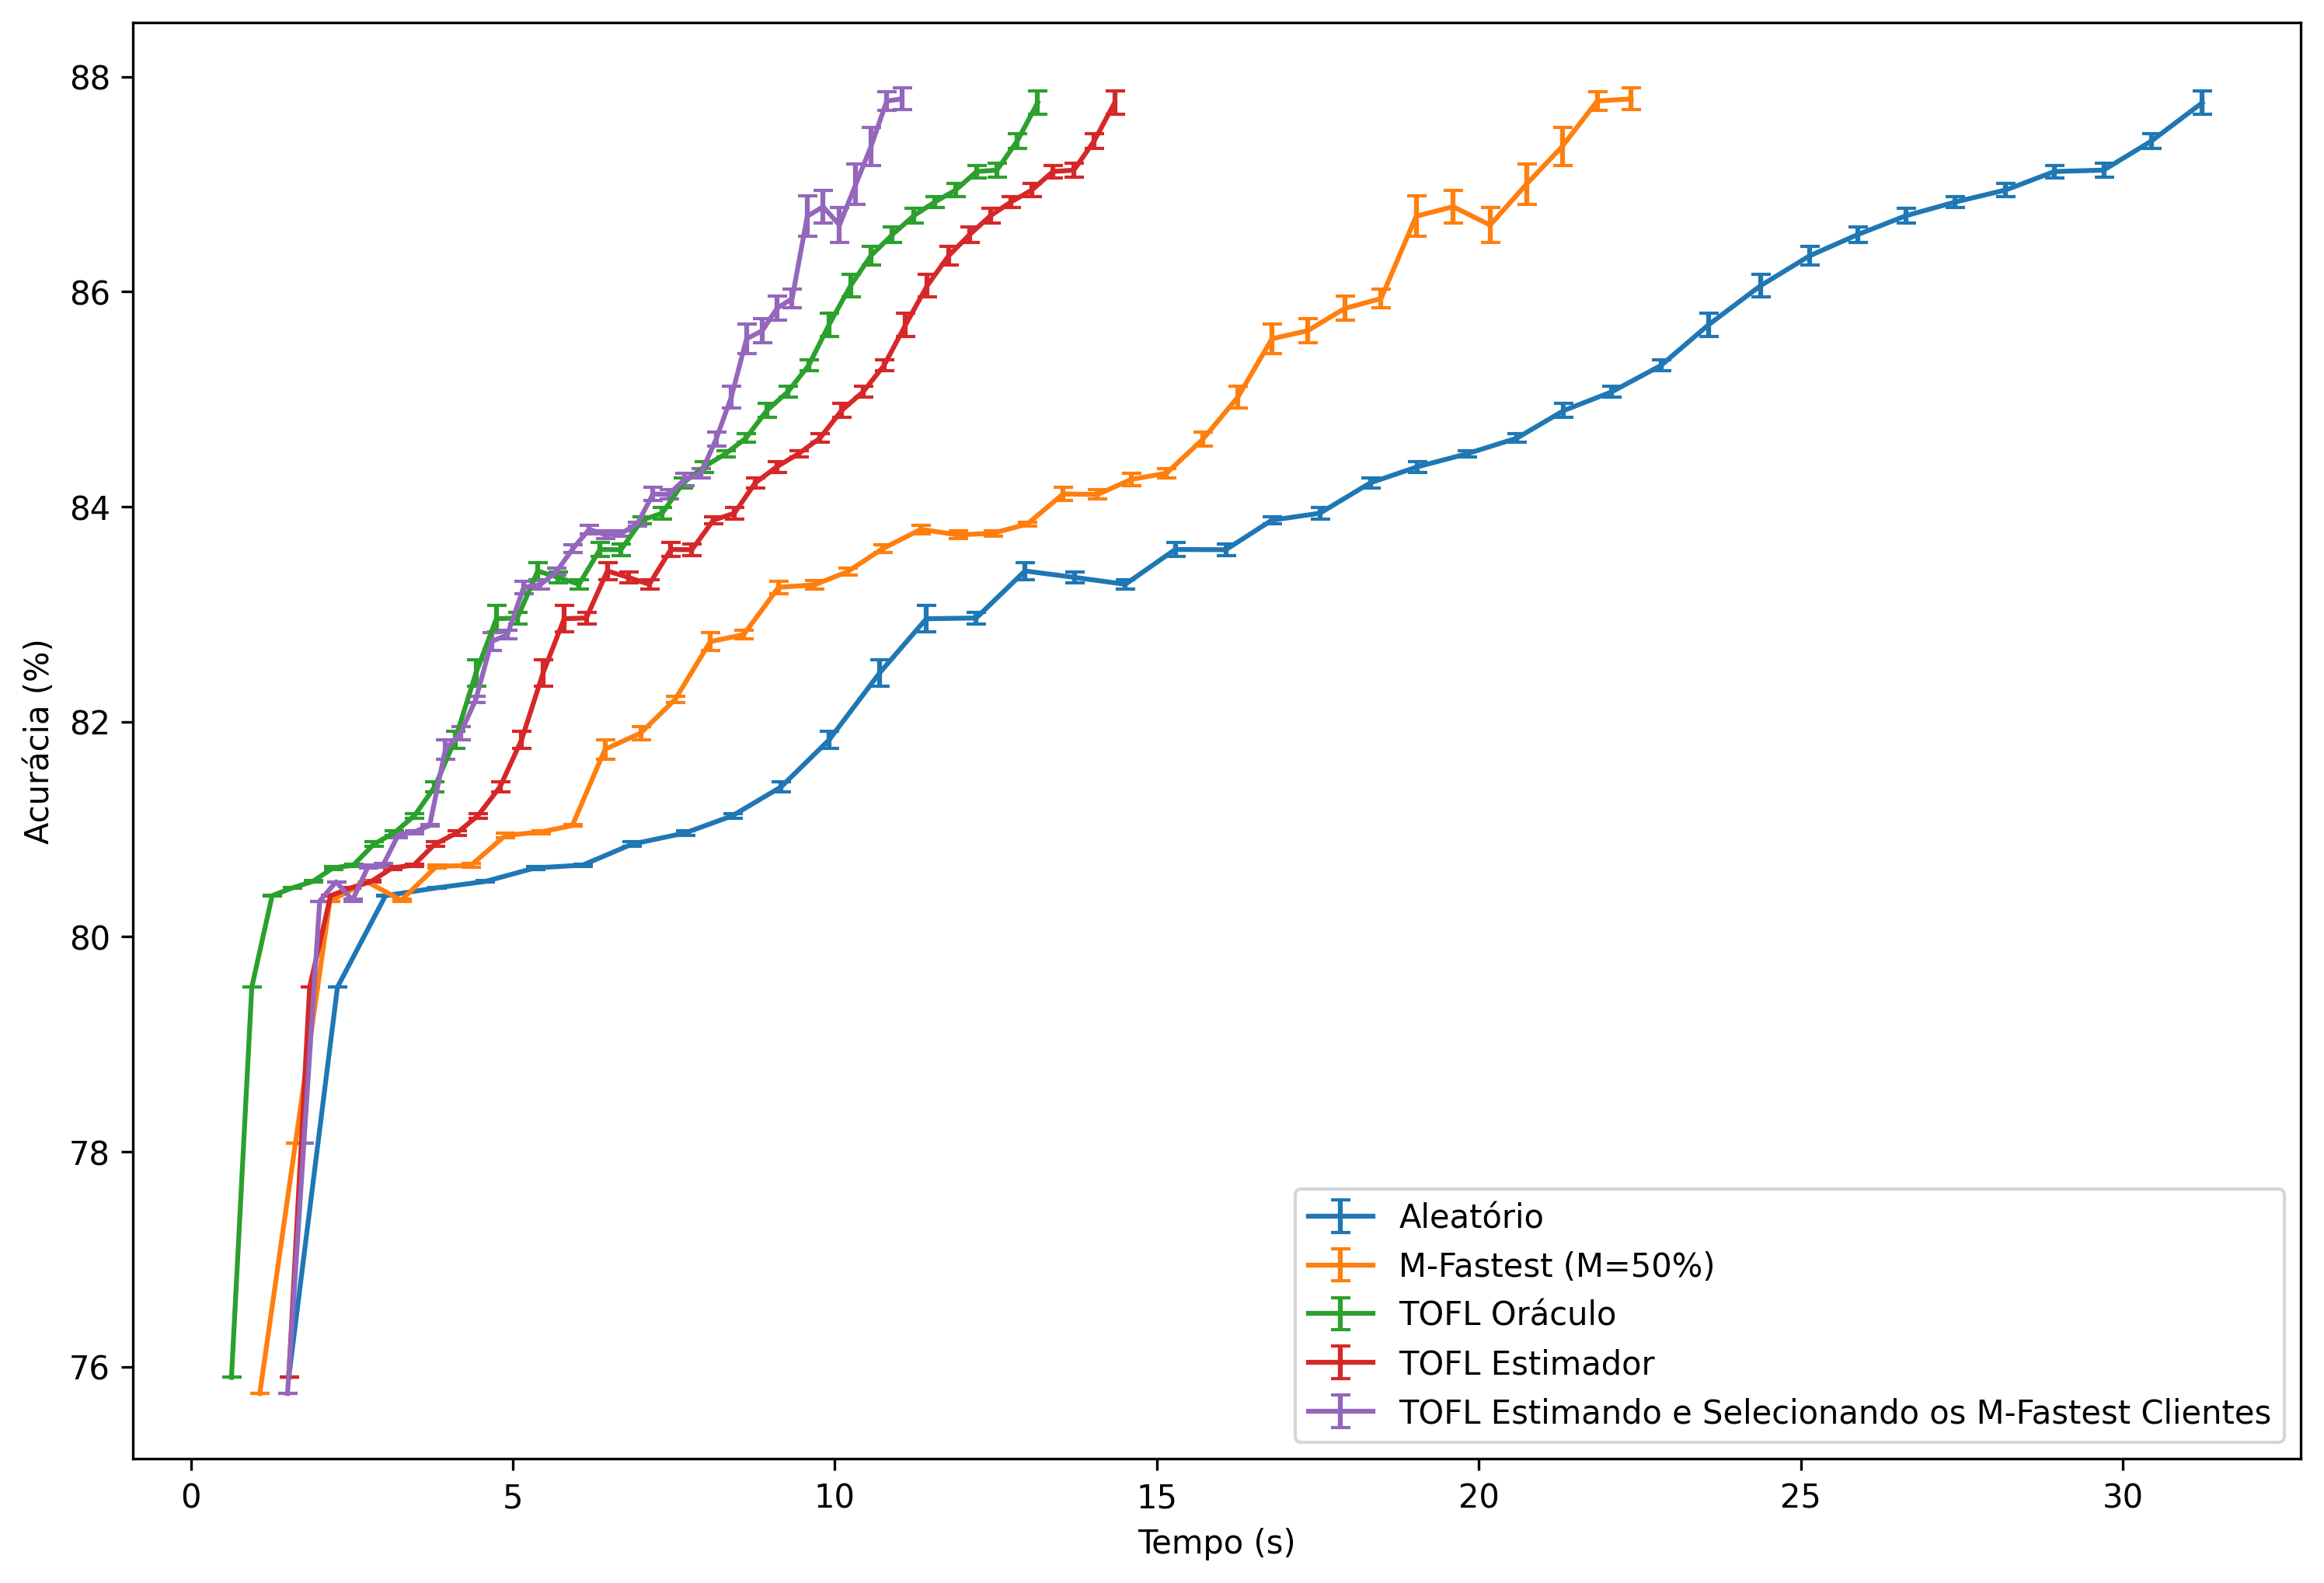 88
86
84
82
80
78
76
Acurárcia (%)
0 5 10 15 20 25 30
Tempo (s)
Aleatório
M-Fastest (M=50%)
TOFL Oráculo
TOFL Estimador
TOFL Estimando e Selecionando os M-Fastest Clientes